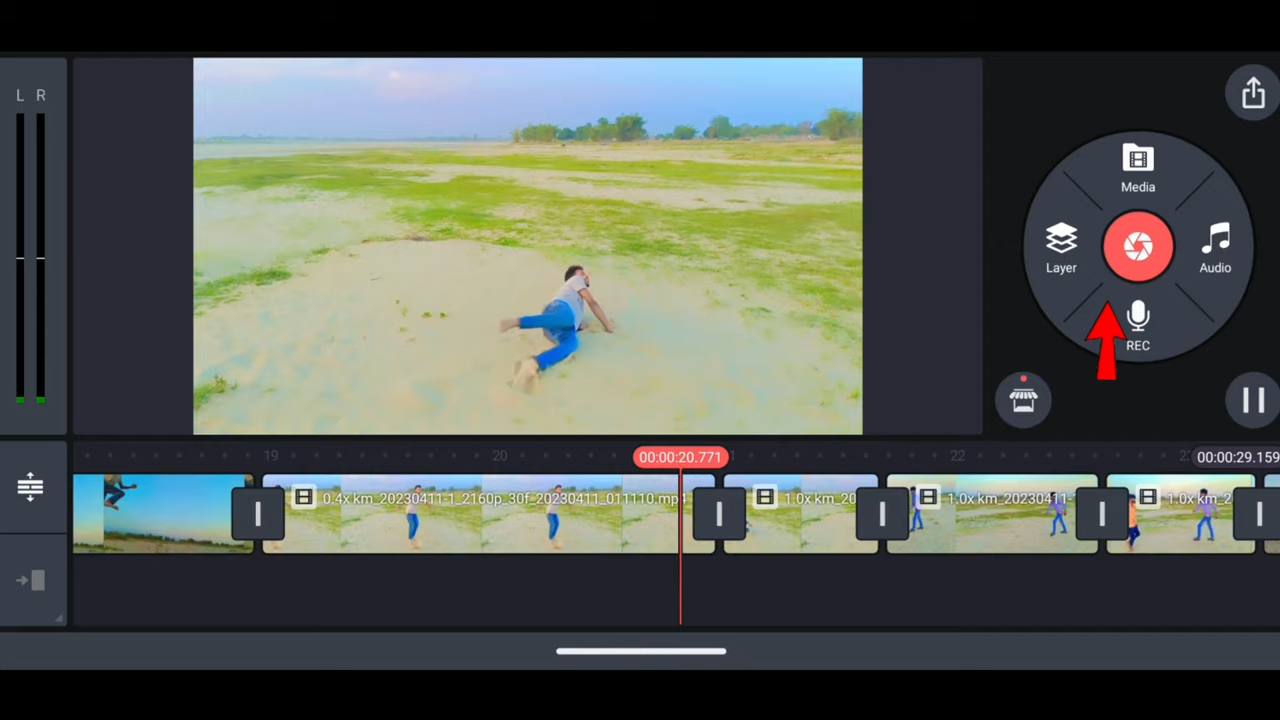 L R
Media
Layer
Audio
REC
19
20
00:00:20.771
22
00:00:29.159
0.4x km_20230411-1_2160p_30f_20230411_011110.mp4
1.0x km_20
1.0x km_20230411-
1.0x km_2